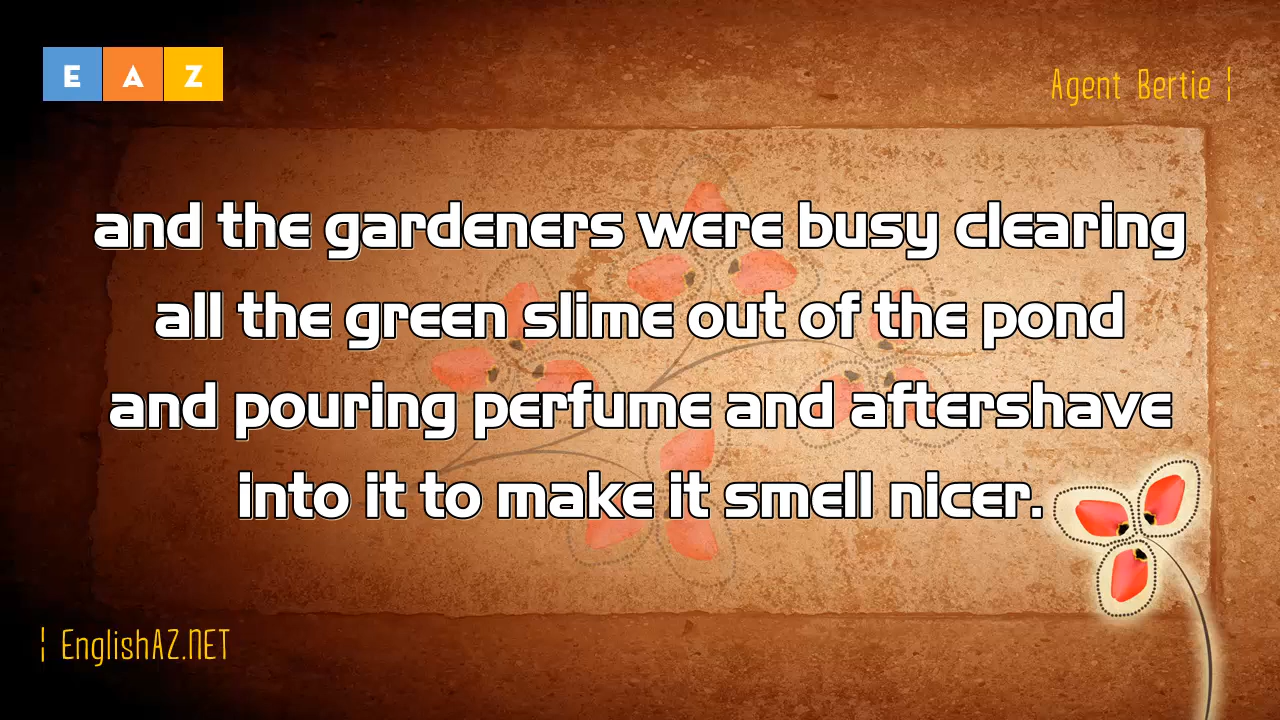 E A Z
Agent Bertie ¦
and the gardeners were busy clearing
all the green slime out of the pond
and pouring perfume and aftershave
into it to make it smell nicer.
¦ EnglishAZ.NET